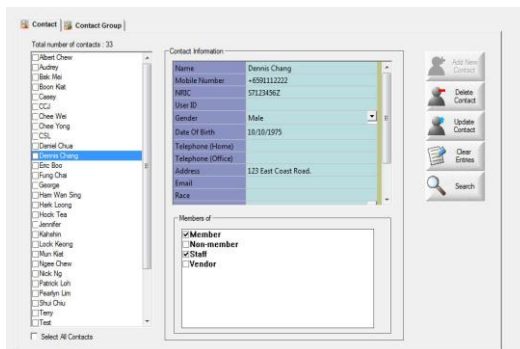 Contact
Contact Group
Total number of contacts : 33
Albert Chew
Audrey
Bak Mei
Boon Kiat
Casey
CCJ
Chee Wei
Chee Yong
CSL
Daniel Chua
Dennis Chang
Eric Boo
Fung Chai
George
Ham Wan Sing
Hark Loong
Hock Tea
Jennifer
Kahahin
Lock Keong
Mun Kiat
Ngee Chew
Nick Ng
Patrick Loh
Pearlyn Lim
Shui Chiu
Terry
Test
Select All Contacts
Contact Information
Name Dennis Chang
Mobile Number +6591112222
NRIC S7123456Z
User ID
Gender Male
Date Of Birth 10/10/1975
Telephone (Home)
Telephone (Office)
Address 123 East Coast Road.
Email
Race
Members of
Member
Non-member
Staff
Vendor
Add New
Contact
Delete
Contact
Update
Contact
Clear
Entries
Search